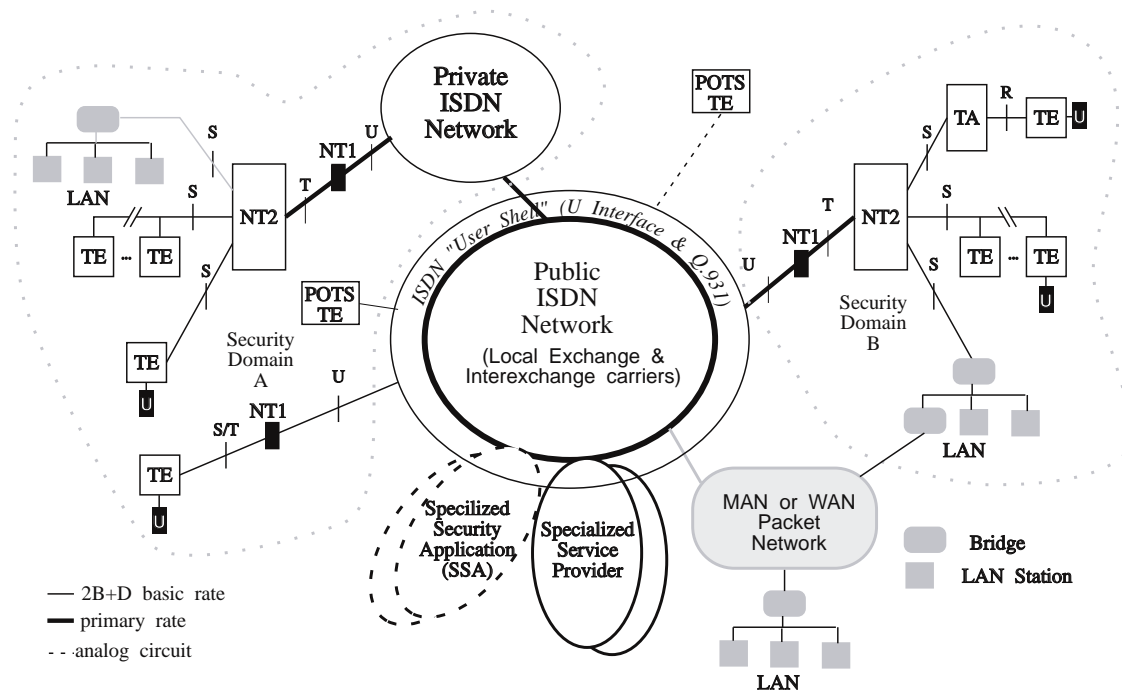 Private
ISDN
Network
POTS
TE
R
TA
TE
U
S
U
NT1
T
S
LAN
S
NT2
TE
...
TE
S
ISDN "User Shell" (U Interface & Q.931)
Public
ISDN
Network
(Local Exchange &
Interexchange carriers)
POTS
TE
T
NT1
U
NT2
S
TE
...
TE
U
S
Security
Domain
B
TE
U
Security
Domain
A
NT1
U
S/T
TE
U
LAN
Specilized
Security
Application
(SSA)
Specialized
Service
Provider
MAN or WAN
Packet
Network
Bridge
LAN Station
2B+D basic rate
primary rate
analog circuit
LAN